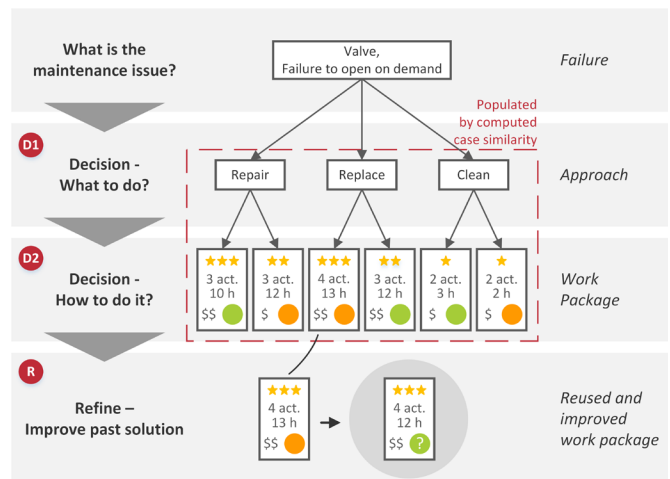 What is the
maintenance issue?
Valve,
Failure to open on demand
Failure
Populated
by computed
case similarity
D1
Decision -
What to do?
Repair
Replace
Clean
Approach
D2
Decision -
How to do it?
3 act.
10 h
$$
3 act.
12 h
$
4 act.
13 h
$$
3 act.
12 h
$$
2 act.
3 h
$
2 act.
2 h
$
Work
Package
R
Refine –
Improve past solution
4 act.
13 h
$$
4 act.
12 h
$$ ?
Reused and
improved
work package